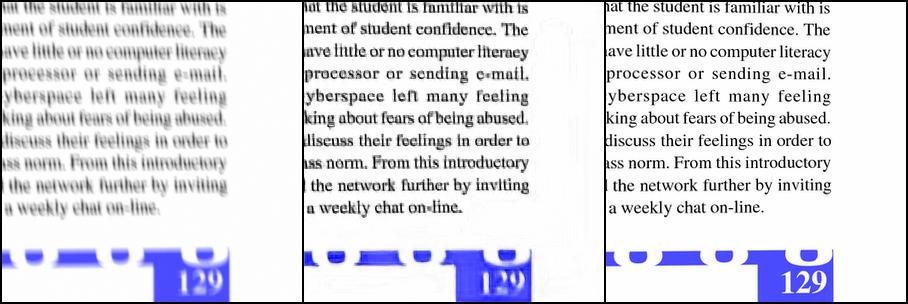 hat the student is familiar with is
ment of student confidence. The
ave little or no computer literacy
processor or sending e-mail.
yberspace left many feeling
king about fears of being abused.
discuss their feelings in order to
ass norm. From this introductory
the network further by inviting
a weekly chat on-line.
129
hat the student is familiar with is
ment of student confidence. The
ave little or no computer literacy
processor or sending e-mail.
yberspace left many feeling
king about fears of being abused.
discuss their feelings in order to
ass norm. From this introductory
the network further by inviting
a weekly chat on-line.
129
hat the student is familiar with is
ment of student confidence. The
ave little or no computer literacy
processor or sending e-mail.
yberspace left many feeling
king about fears of being abused.
discuss their feelings in order to
ass norm. From this introductory
the network further by inviting
a weekly chat on-line.
129